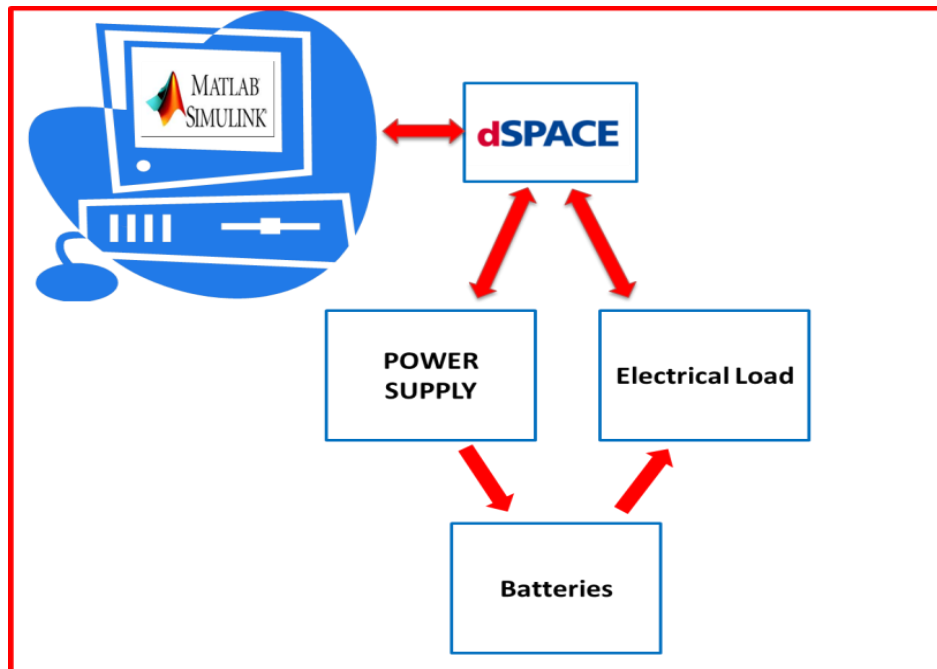 MATLAB
SIMULINK®
dSPACE
POWER
SUPPLY
Electrical Load
Batteries